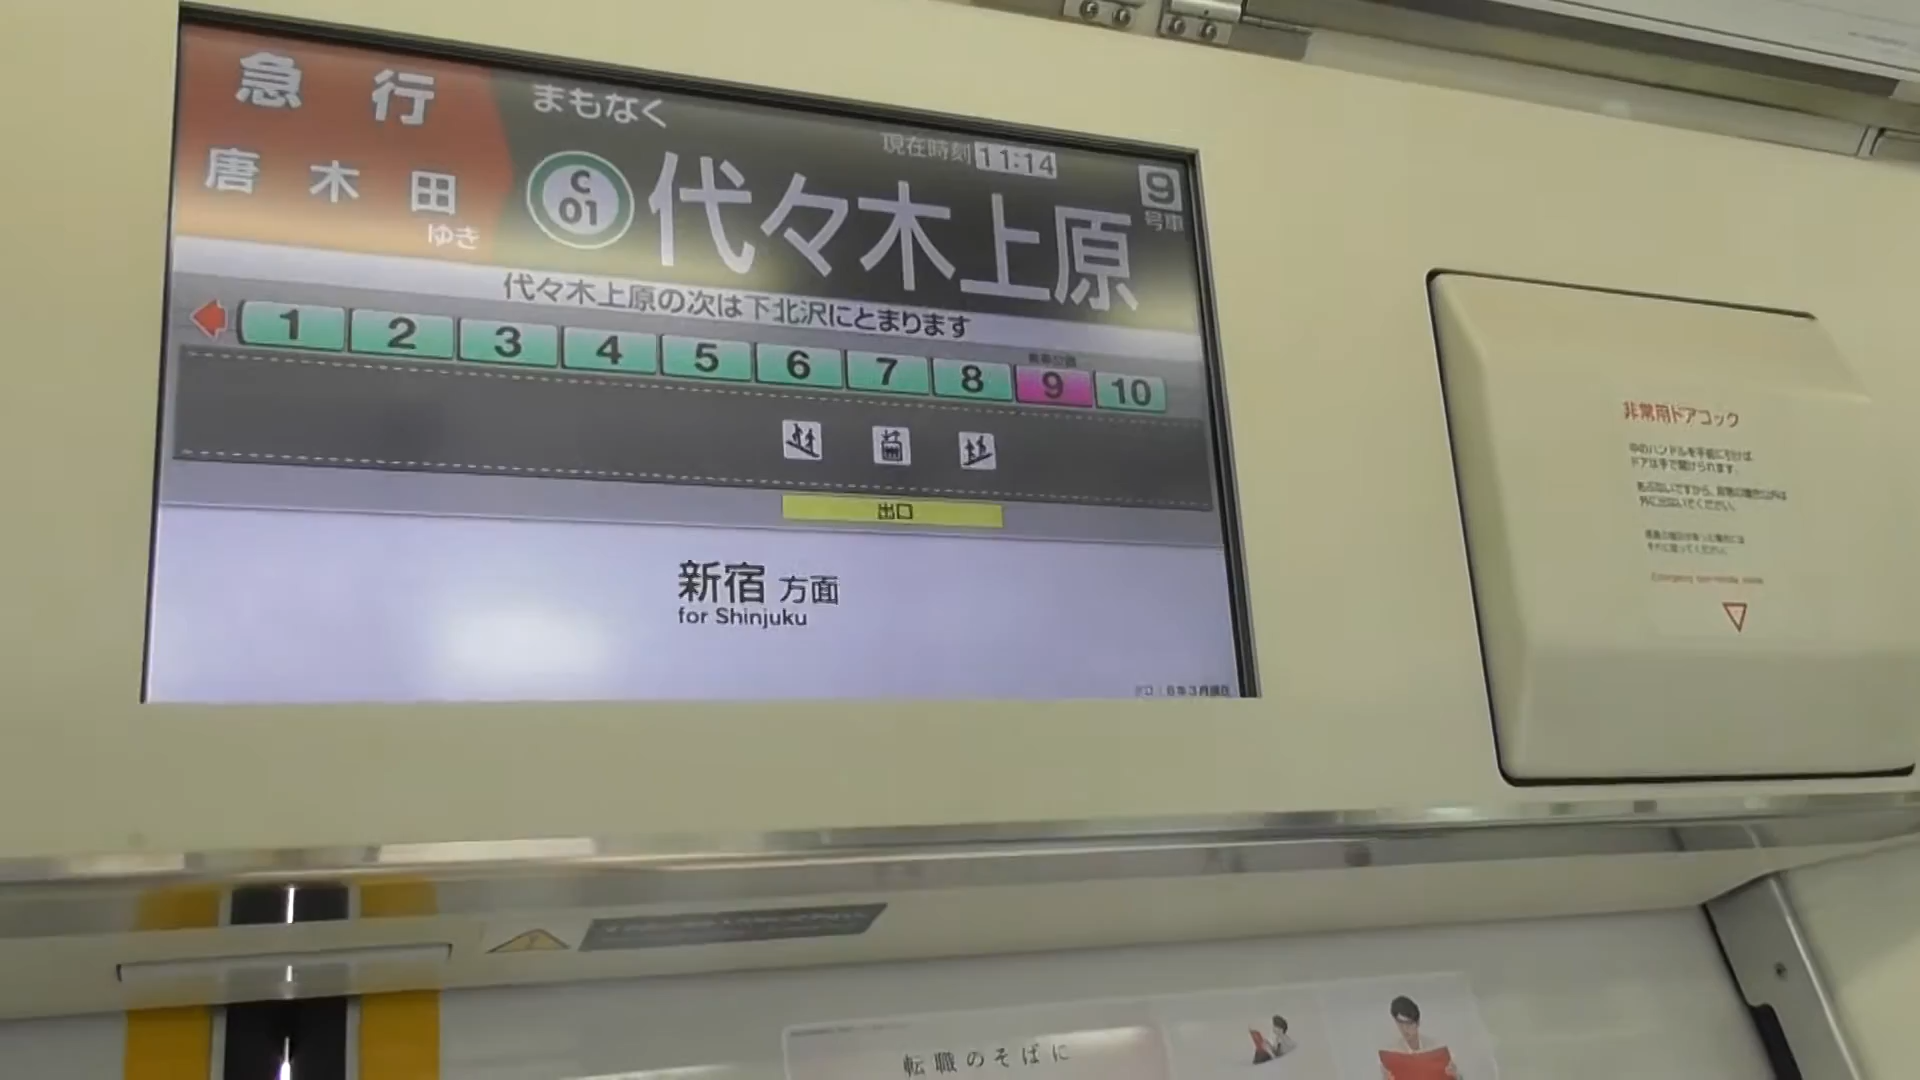 急行
まもなく
現在時刻 11:14
9
号車
唐木田
ゆき
C
01
代々木上原
代々木上原の次は下北沢にとまります
1 2 3 4 5 6 7 8 9 10
出口
新宿 方面
for Shinjuku
非常用ドアコック
中のハンドルを手前に引けば、
ドアは手で開けられます。
転職のそばに